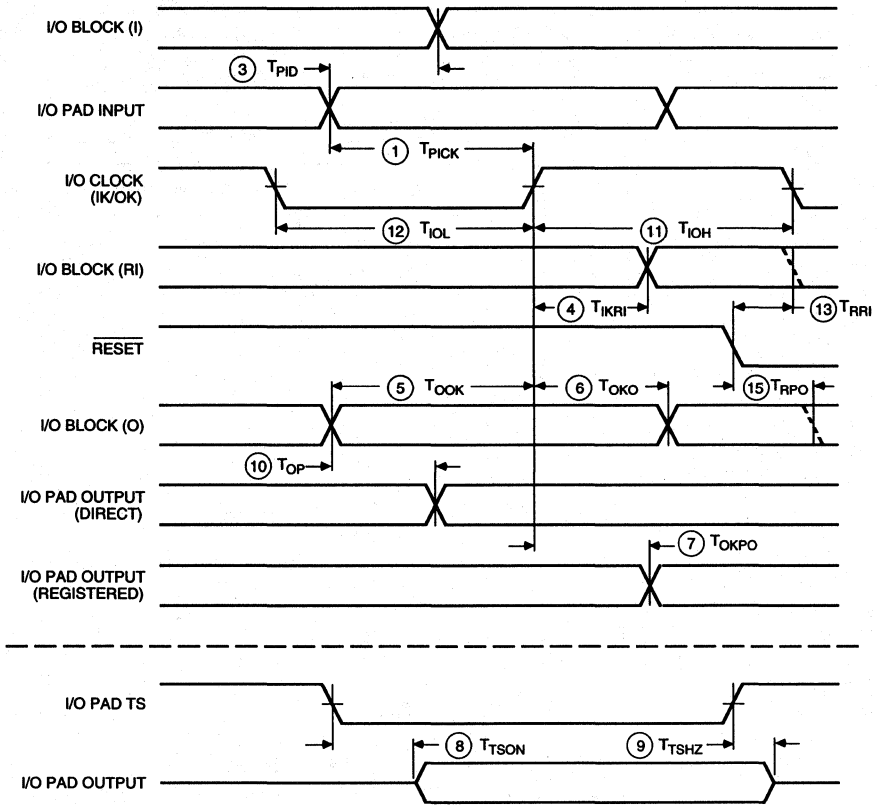 I/O BLOCK (I)
3 TPID
I/O PAD INPUT
1 TPICK
I/O CLOCK
(IK/OK)
12 TIOL
11 TIOH
I/O BLOCK (RI)
4 TIKRI
13 TRRI
RESET
5 TOOK
6 TOKO
15 TRPO
I/O BLOCK (O)
10 TOP
I/O PAD OUTPUT
(DIRECT)
7 TOKPO
I/O PAD OUTPUT
(REGISTERED)
I/O PAD TS
8 TTSON
9 TTSHZ
I/O PAD OUTPUT